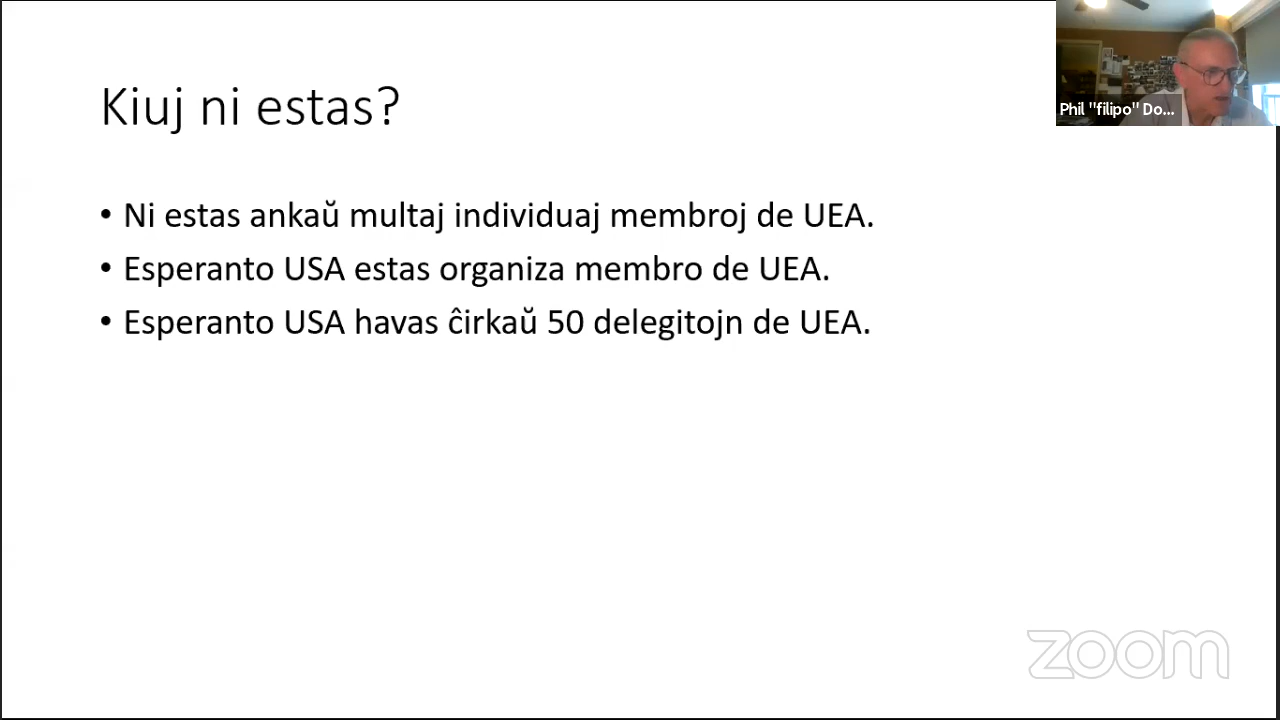 Kiuj ni estas?
• Ni estas ankaŭ multaj individuaj membroj de UEA.
• Esperanto USA estas organiza membro de UEA.
• Esperanto USA havas ĉirkaŭ 50 delegitojn de UEA.
Phil "filipo" Do...
zoom